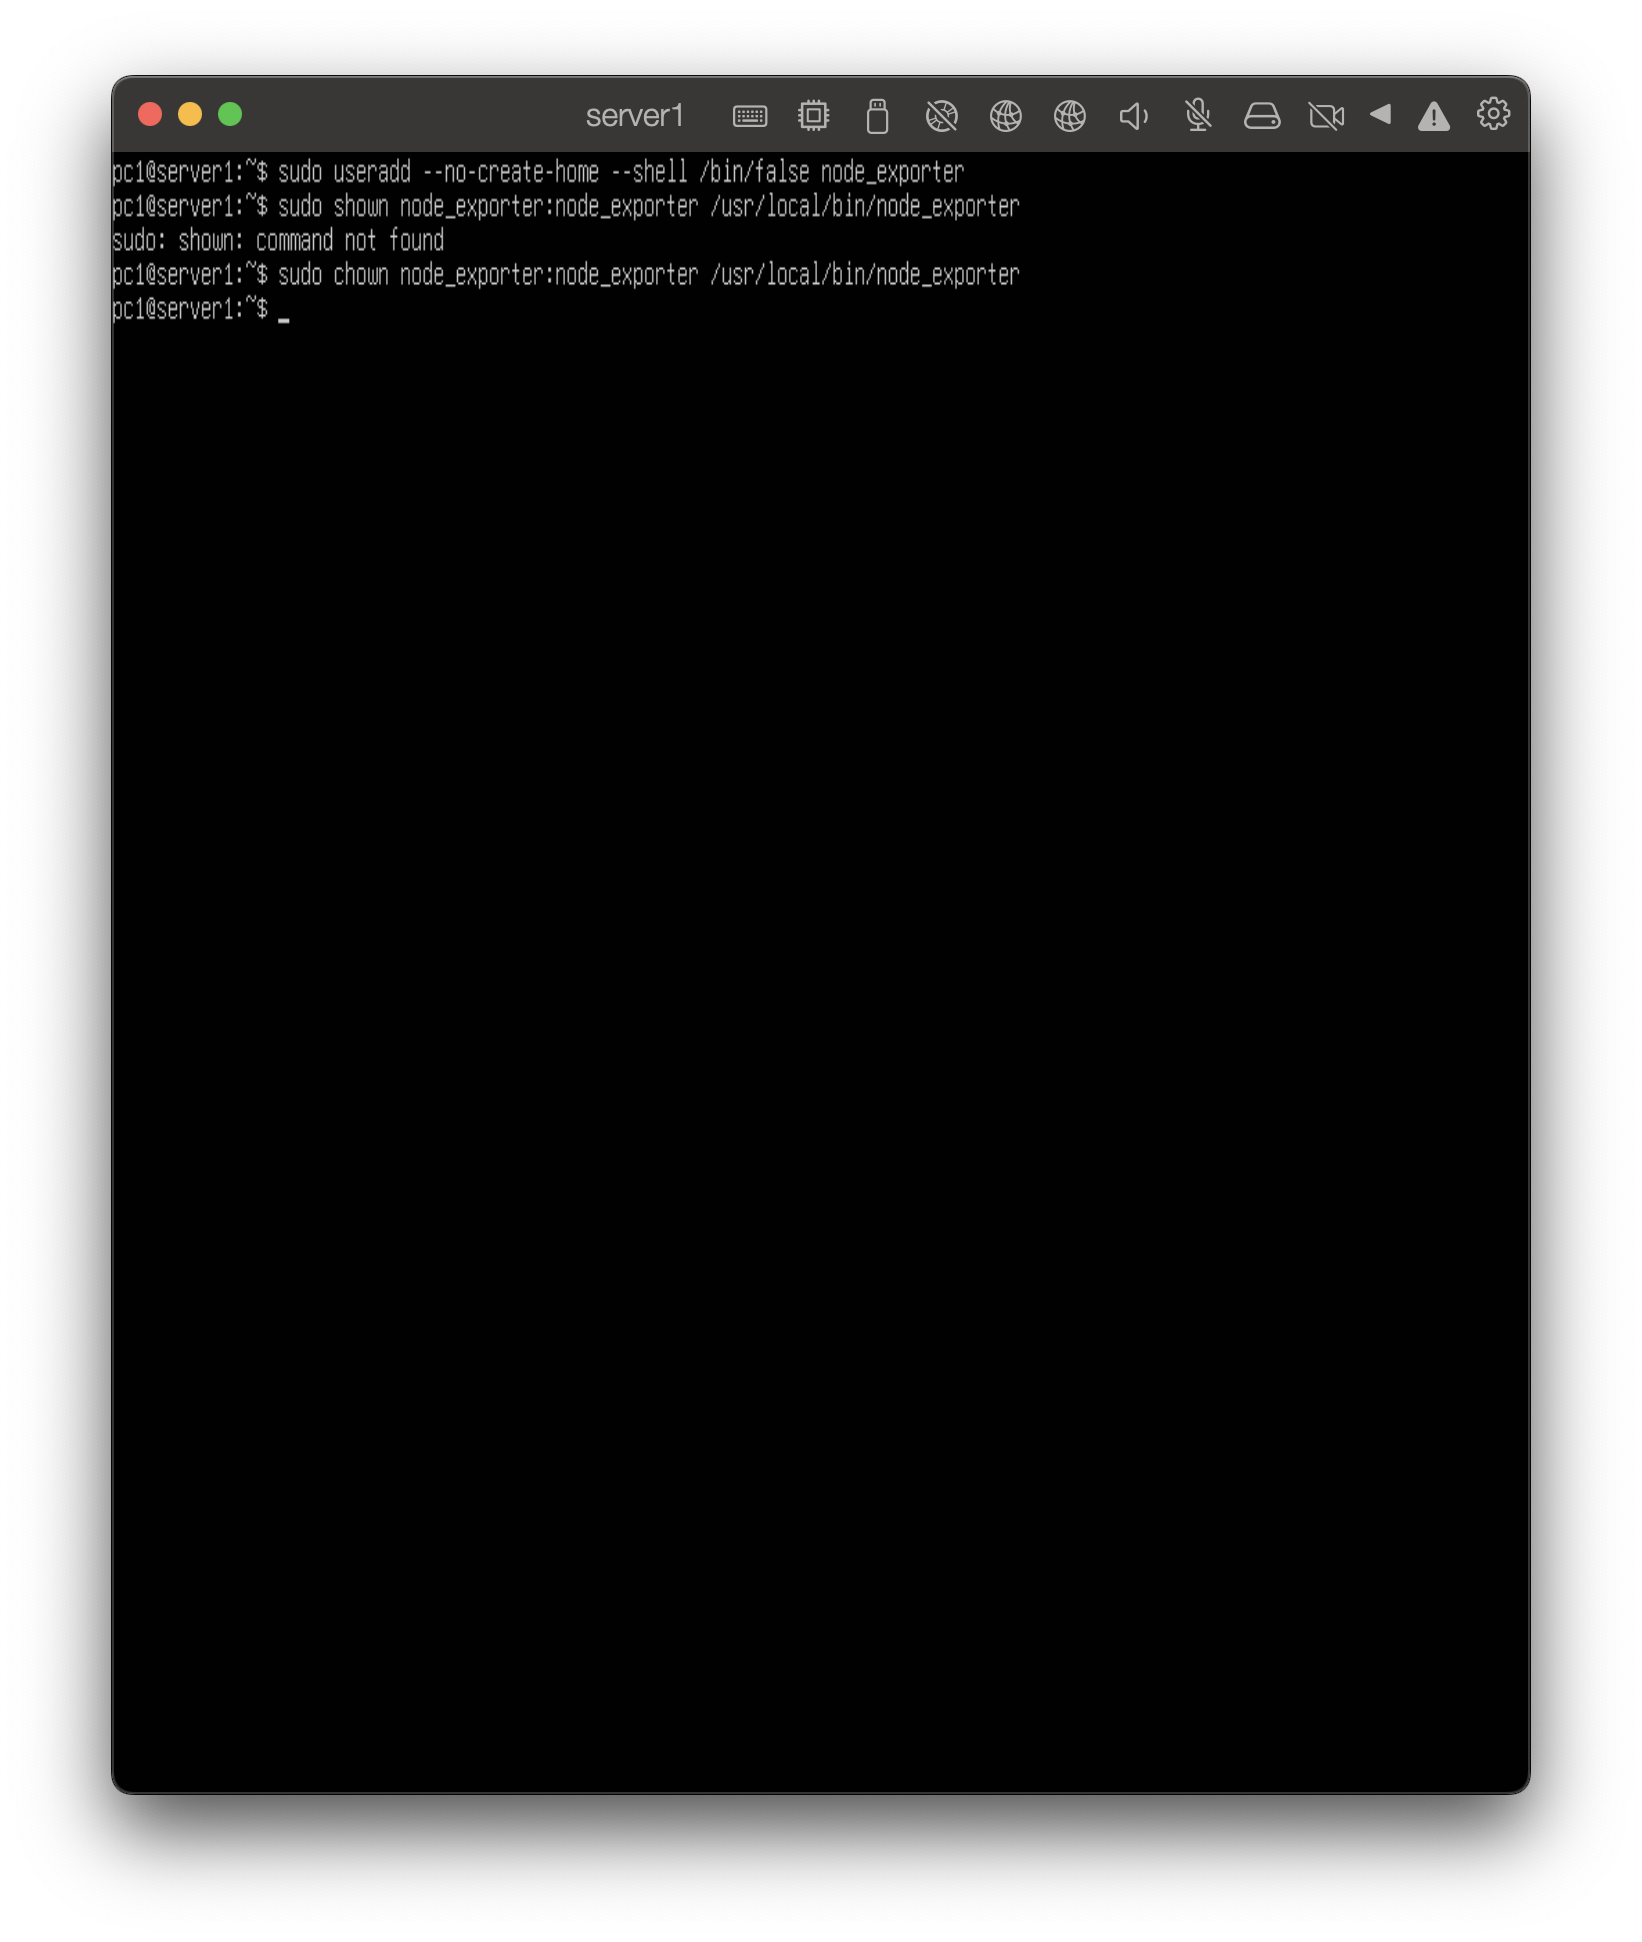 server1
pc1@server1:~$ sudo useradd --no-create-home --shell /bin/false node_exporter
pc1@server1:~$ sudo shown node_exporter:node_exporter /usr/local/bin/node_exporter
sudo: shown: command not found
pc1@server1:~$ sudo chown node_exporter:node_exporter /usr/local/bin/node_exporter
pc1@server1:~$ _